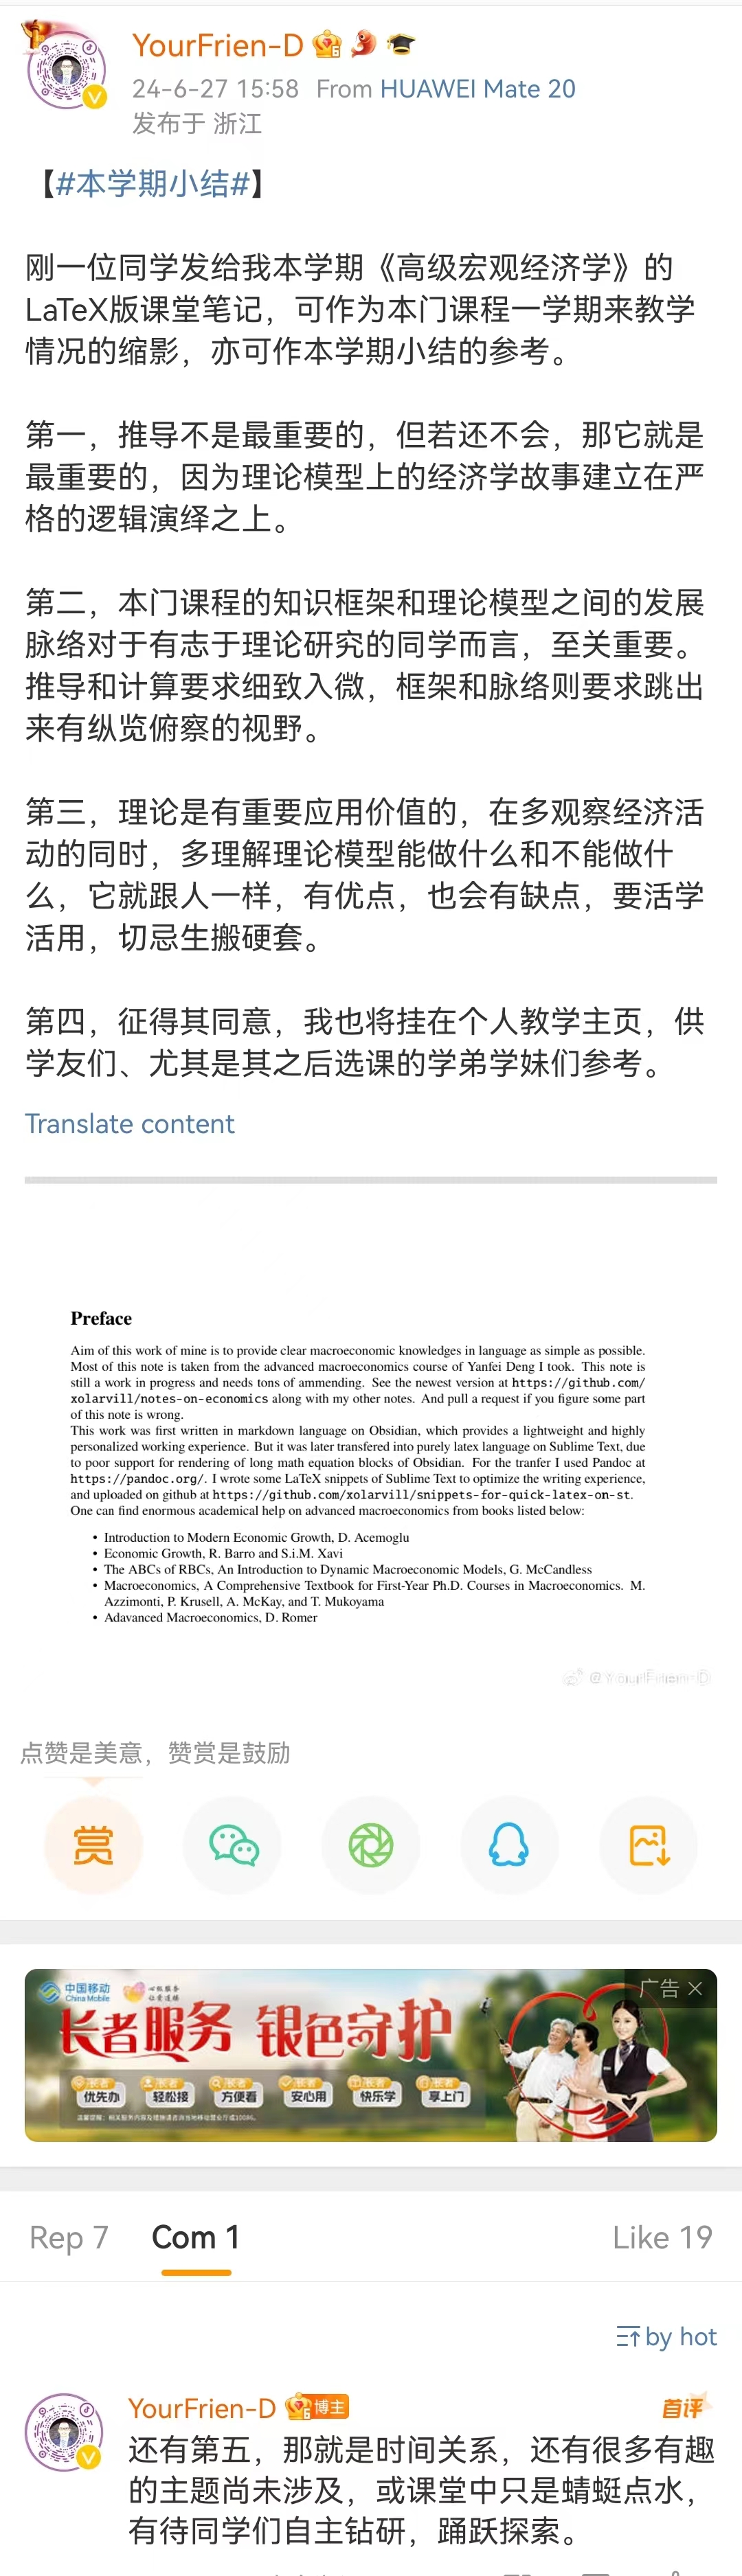 YourFrien-D
24-6-27 15:58 From HUAWEI Mate 20
发布于 浙江
【#本学期小结#】
刚一位同学发给我本学期《高级宏观经济学》的
LaTeX版课堂笔记，可作为本门课程一学期来教学
情况的缩影，亦可作本学期小结的参考。
第一，推导不是最重要的，但若还不会，那它就是
最重要的，因为理论模型上的经济学故事建立在严
格的逻辑演绎之上。
第二，本门课程的知识框架和理论模型之间的发展
脉络对于有志于理论研究的同学而言，至关重要。
推导和计算要求细致入微，框架和脉络则要求跳出
来有纵览俯察的视野。
第三，理论是有重要应用价值的，在多观察经济活
动的同时，多理解理论模型能做什么和不能做什
么，它就跟人一样，有优点，也会有缺点，要活学
活用，切忌生搬硬套。
第四，征得其同意，我也将挂在个人教学主页，供
学友们、尤其是其之后选课的学弟学妹们参考。
Translate content
Preface
Aim of this work of mine is to provide clear macroeconomic knowledges in language as simple as possible.
Most of this note is taken from the advanced macroeconomics course of Yanfei Deng I took. This note is
still a work in progress and needs tons of ammending. See the newest version at https://github.com/
xolarvill/notes-on-economics along with my other notes. And pull a request if you figure some part
of this note is wrong.
This work was first written in markdown language on Obsidian, which provides a lightweight and highly
personalized working experience. But it was later transfered into purely latex language on Sublime Text, due
to poor support for rendering of long math equation blocks of Obsidian. For the tranfer I used Pandoc at
https://pandoc.org/. I wrote some LaTeX snippets of Sublime Text to optimize the writing experience,
and uploaded on github at https://github.com/xolarvill/snippets-for-quick-latex-on-st.
One can find enormous academical help on advanced macroeconomics from books listed below:
• Introduction to Modern Economic Growth, D. Acemoglu
• Economic Growth, R. Barro and S.i.M. Xavi
• The ABCs of RBCs, An Introduction to Dynamic Macroeconomic Models, G. McCandless
• Macroeconomics, A Comprehensive Textbook for First-Year Ph.D. Courses in Macroeconomics. M.
Azzimonti, P. Krusell, A. McKay, and T. Mukoyama
• Adavanced Macroeconomics, D. Romer
@YourFrien-D
点赞是美意，赞赏是鼓励
赏
中国移动
China Mobile
心级服务
让爱连接
广告
长者服务 银色守护
长者 长者 长者 长者 长者 长者
优先办 轻松接 方便看 安心用 快乐学 享上门
Rep 7 Com 1 Like 19
by hot
YourFrien-D 6 博主 首评
还有第五，那就是时间关系，还有很多有趣
的主题尚未涉及，或课堂中只是蜻蜓点水，
有待同学们自主钻研，踊跃探索。